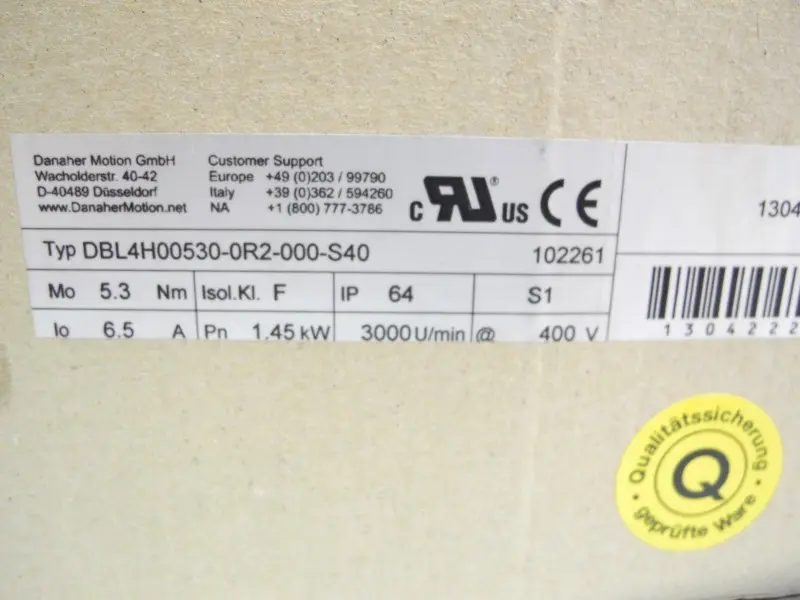 Danaher Motion GmbH
Wacholderstr. 40-42
D-40489 Düsseldorf
www.DanaherMotion.net
Customer Support
Europe +49 (0)203 / 99790
Italy +39 (0)362 / 594260
NA +1 (800) 777-3786
c RU ® US CE
1304
Typ DBL4H00530-0R2-000-S40 102261
Mo 5.3 Nm Isol.Kl. F IP 64 S1
Io 6.5 A Pn 1.45 kW 3000 U/min @ 400 V
1304222
Qualitätssicherung
Q
geprüfte Ware